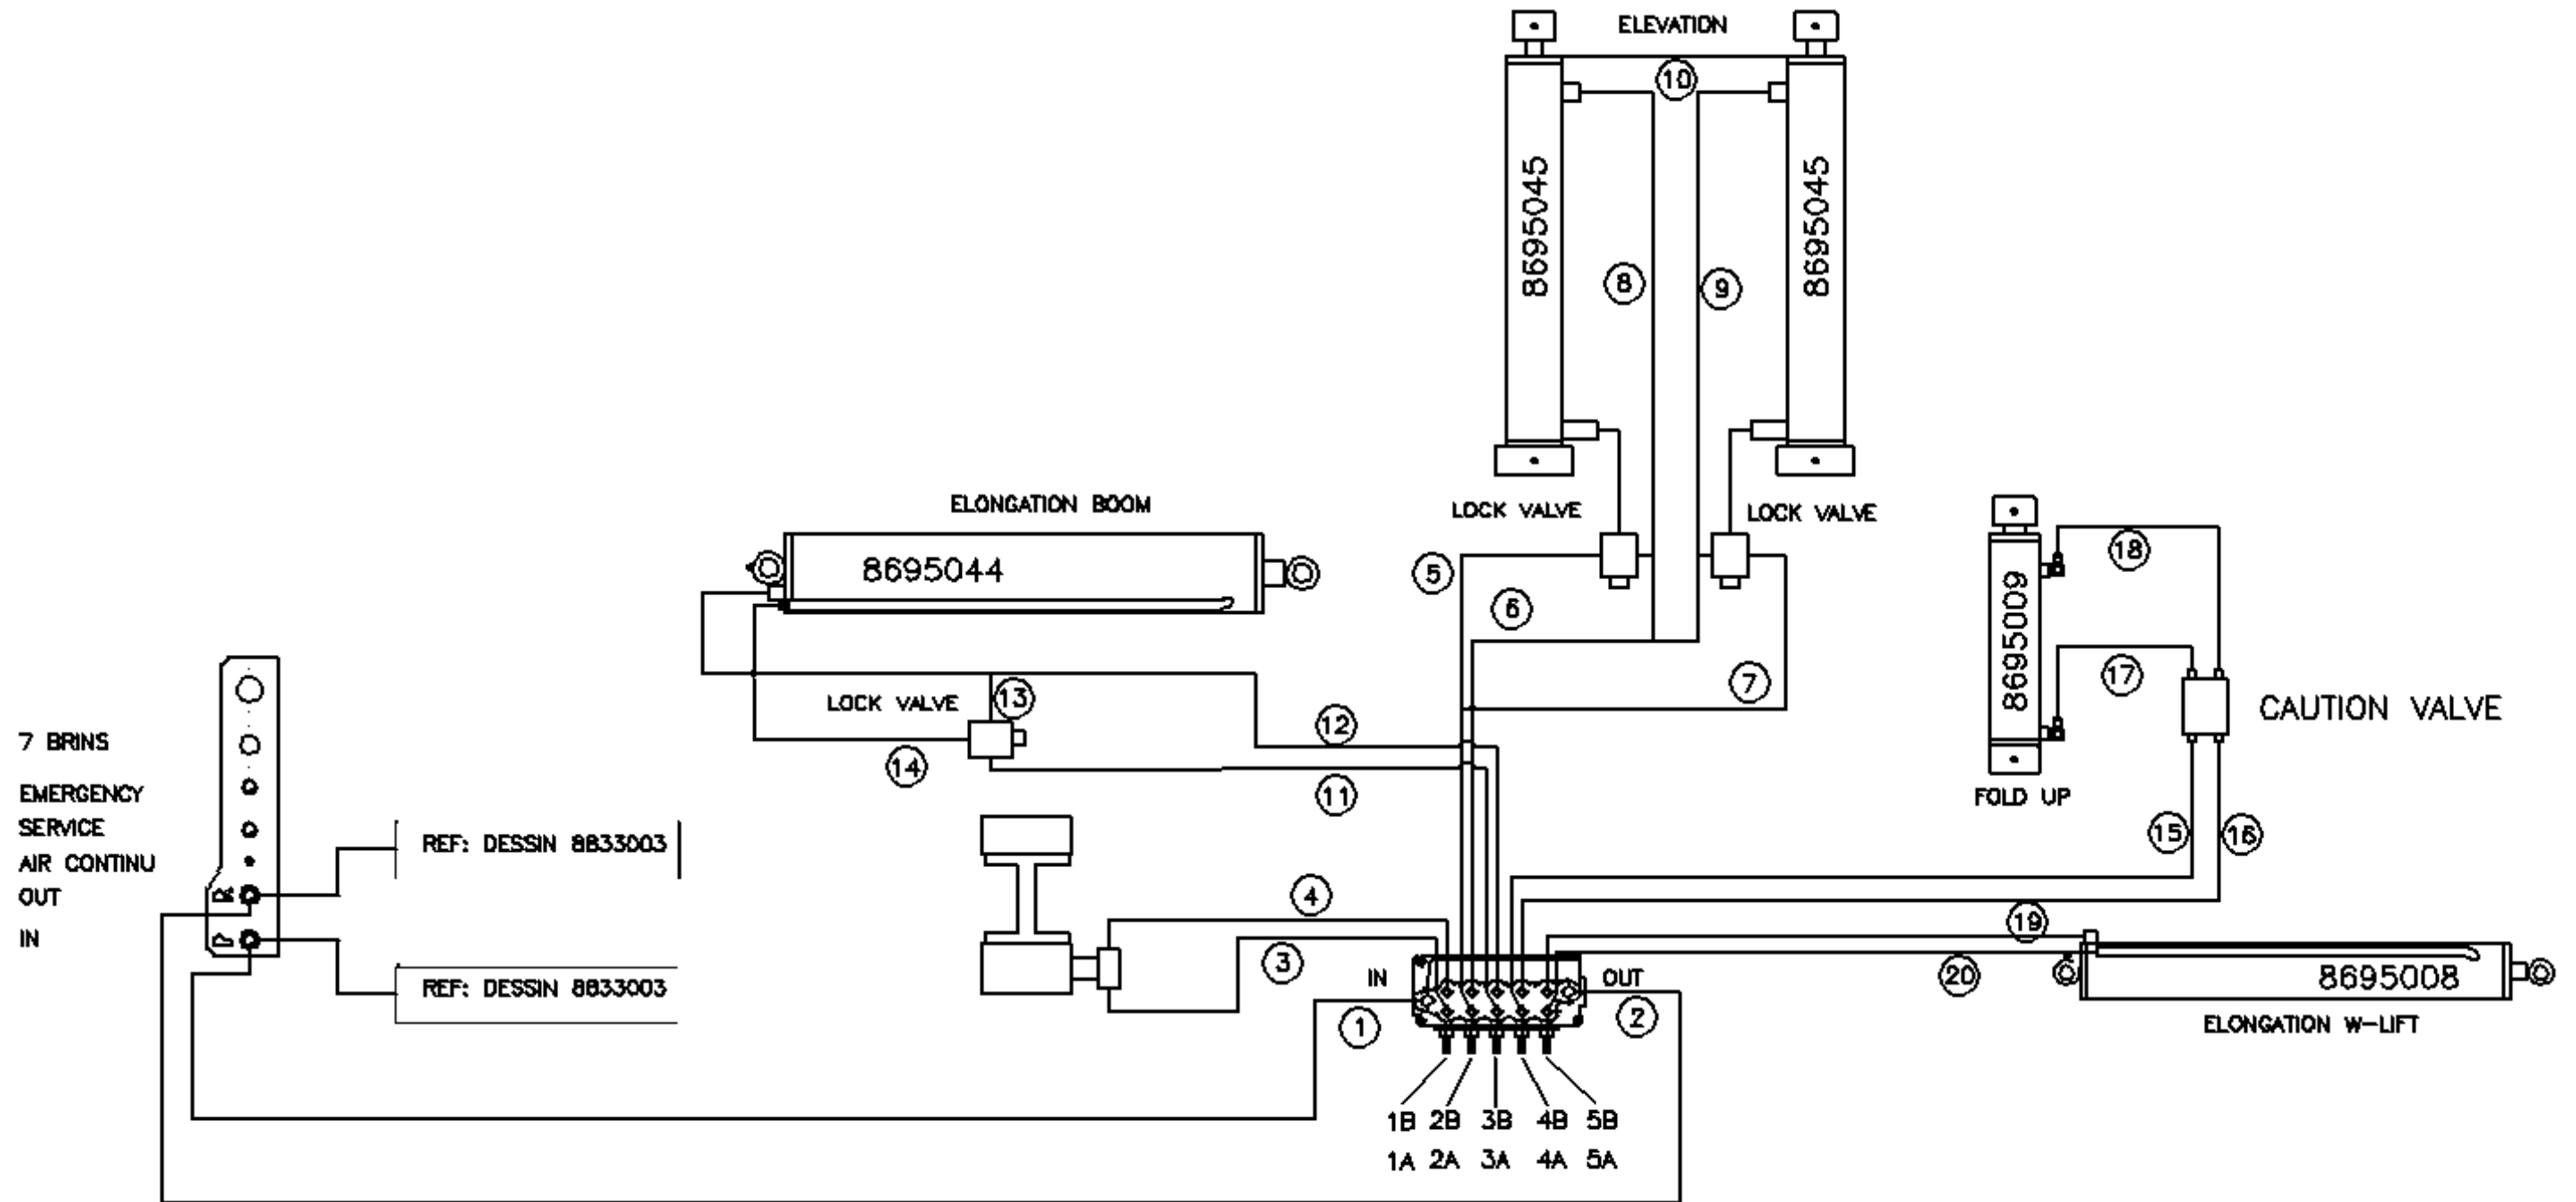 ELEVATION
10
8695045
8695045
8
9
LOCK VALVE
LOCK VALVE
ELONGATION BOOM
8695044
5
6
7
18
8695009
17
CAUTION VALVE
FOLD UP
15
16
LOCK VALVE
13
12
14
11
7 BRINS
EMERGENCY
SERVICE
AIR CONTINU
OUT
IN
REF: DESSIN 8833003
REF: DESSIN 8833003
4
3
IN
OUT
1
2
19
20
8695008
ELONGATION W-LIFT
1B 2B 3B 4B 5B
1A 2A 3A 4A 5A